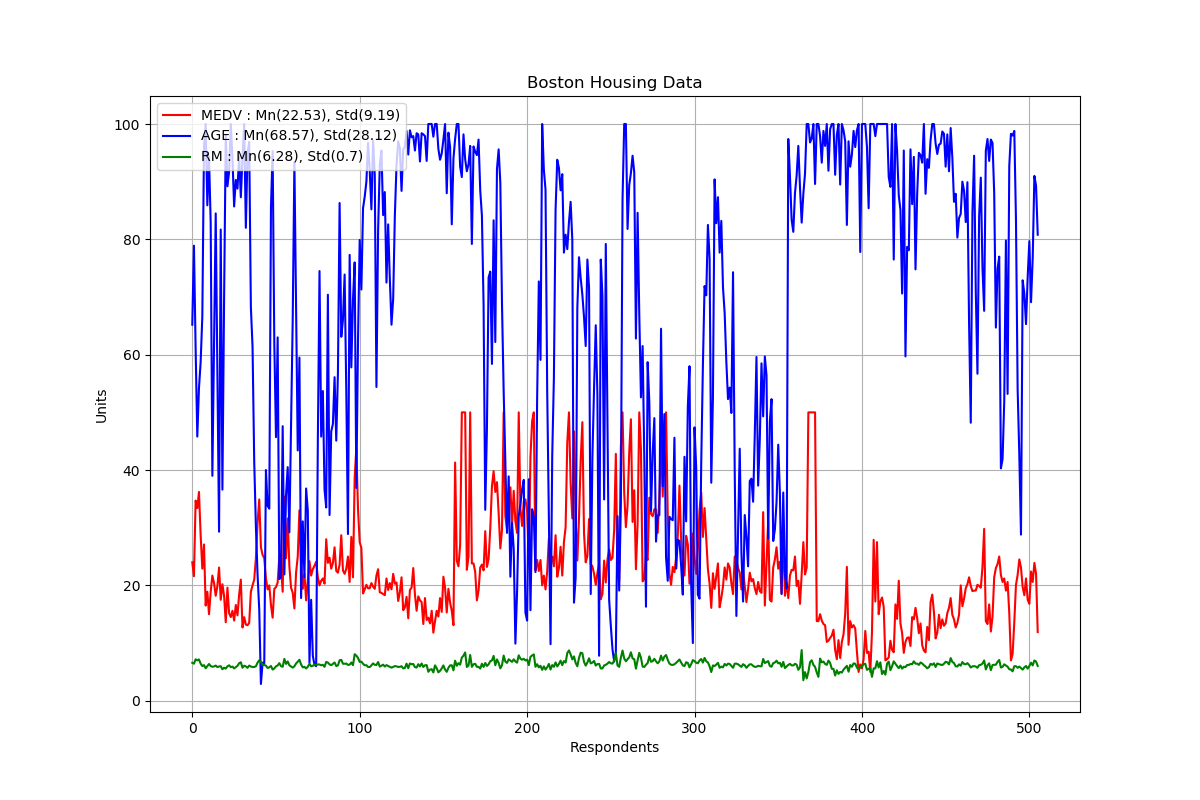 Boston Housing Data
MEDV : Mn(22.53), Std(9.19)
AGE : Mn(68.57), Std(28.12)
RM : Mn(6.28), Std(0.7)
100
80
60
40
20
0
Units
0 100 200 300 400 500
Respondents